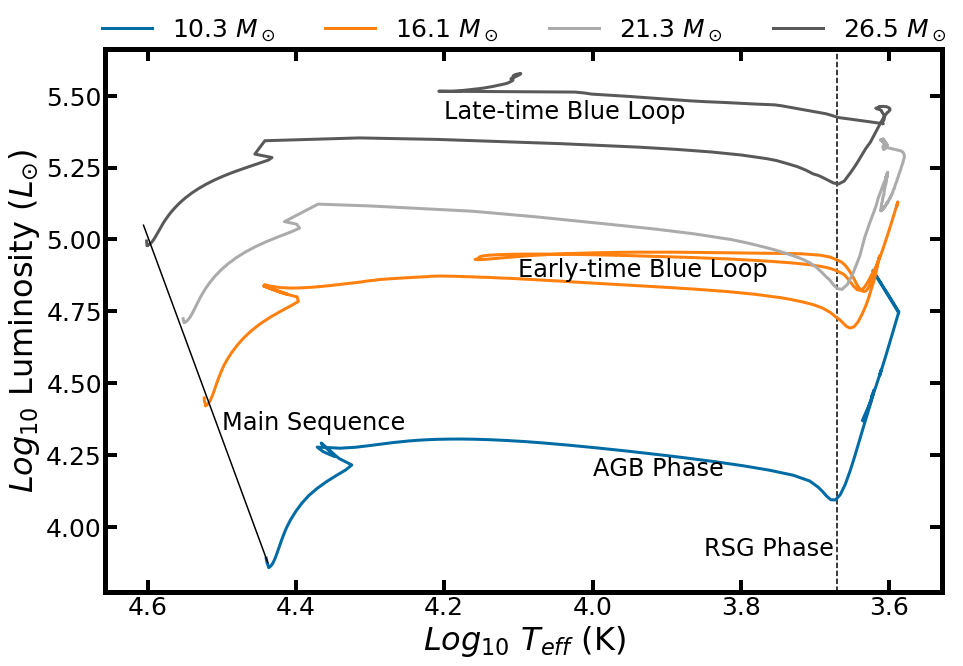 10.3 M⊙ 16.1 M⊙ 21.3 M⊙ 26.5 M⊙
5.50
Late-time Blue Loop
5.25
5.00
Early-time Blue Loop
4.75
4.50
Main Sequence
4.25
AGB Phase
4.00
RSG Phase
Log10 Luminosity (L⊙)
4.6 4.4 4.2 4.0 3.8 3.6
Log10 Teff (K)